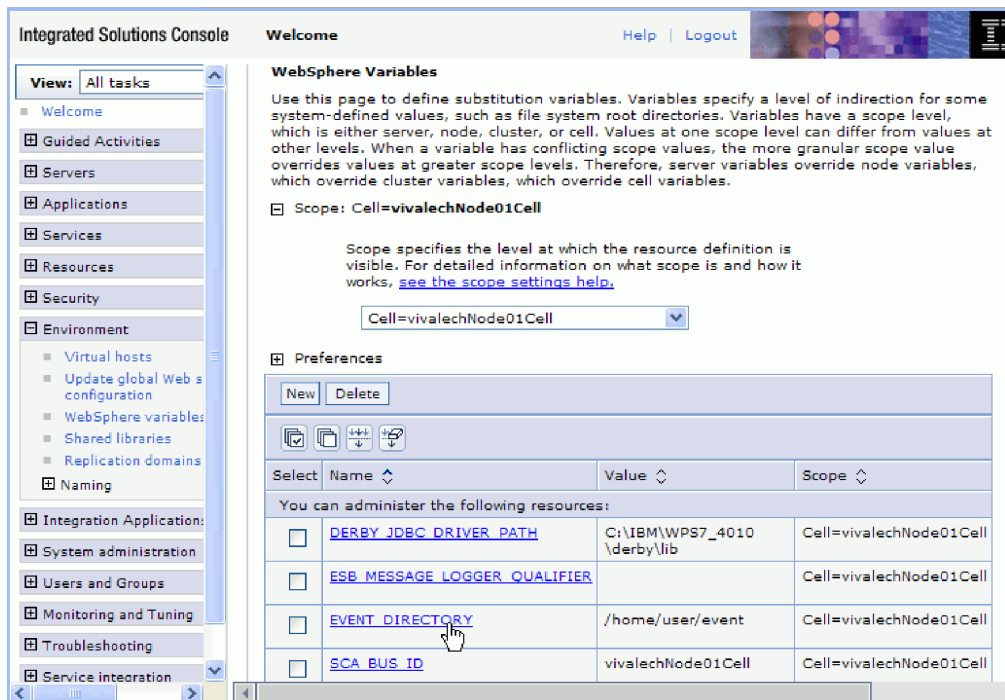 Integrated Solutions Console
Welcome
Help | Logout
View: All tasks
Welcome
Guided Activities
Servers
Applications
Services
Resources
Security
Environment
Virtual hosts
Update global Web s
configuration
WebSphere variables
Shared libraries
Replication domains
Naming
Integration Applications
System administration
Users and Groups
Monitoring and Tuning
Troubleshooting
Service integration
WebSphere Variables
Use this page to define substitution variables. Variables specify a level of indirection for some
system-defined values, such as file system root directories. Variables have a scope level,
which is either server, node, cluster, or cell. Values at one scope level can differ from values at
other levels. When a variable has conflicting scope values, the more granular scope value
overrides values at greater scope levels. Therefore, server variables override node variables,
which override cluster variables, which override cell variables.
Scope: Cell=vivalechNode01Cell
Scope specifies the level at which the resource definition is
visible. For detailed information on what scope is and how it
works, see the scope settings help.
Cell=vivalechNode01Cell
Preferences
New Delete
Select Name Value Scope
You can administer the following resources:
DERBY_JDBC_DRIVER_PATH C:\IBM\WPS7_4010 Cell=vivalechNode01Cell
\derby\lib
ESB_MESSAGE_LOGGER_QUALIFIER Cell=vivalechNode01Cell
EVENT_DIRECTORY /home/user/event Cell=vivalechNode01Cell
SCA_BUS_ID vivalechNode01Cell Cell=vivalechNode01Cell